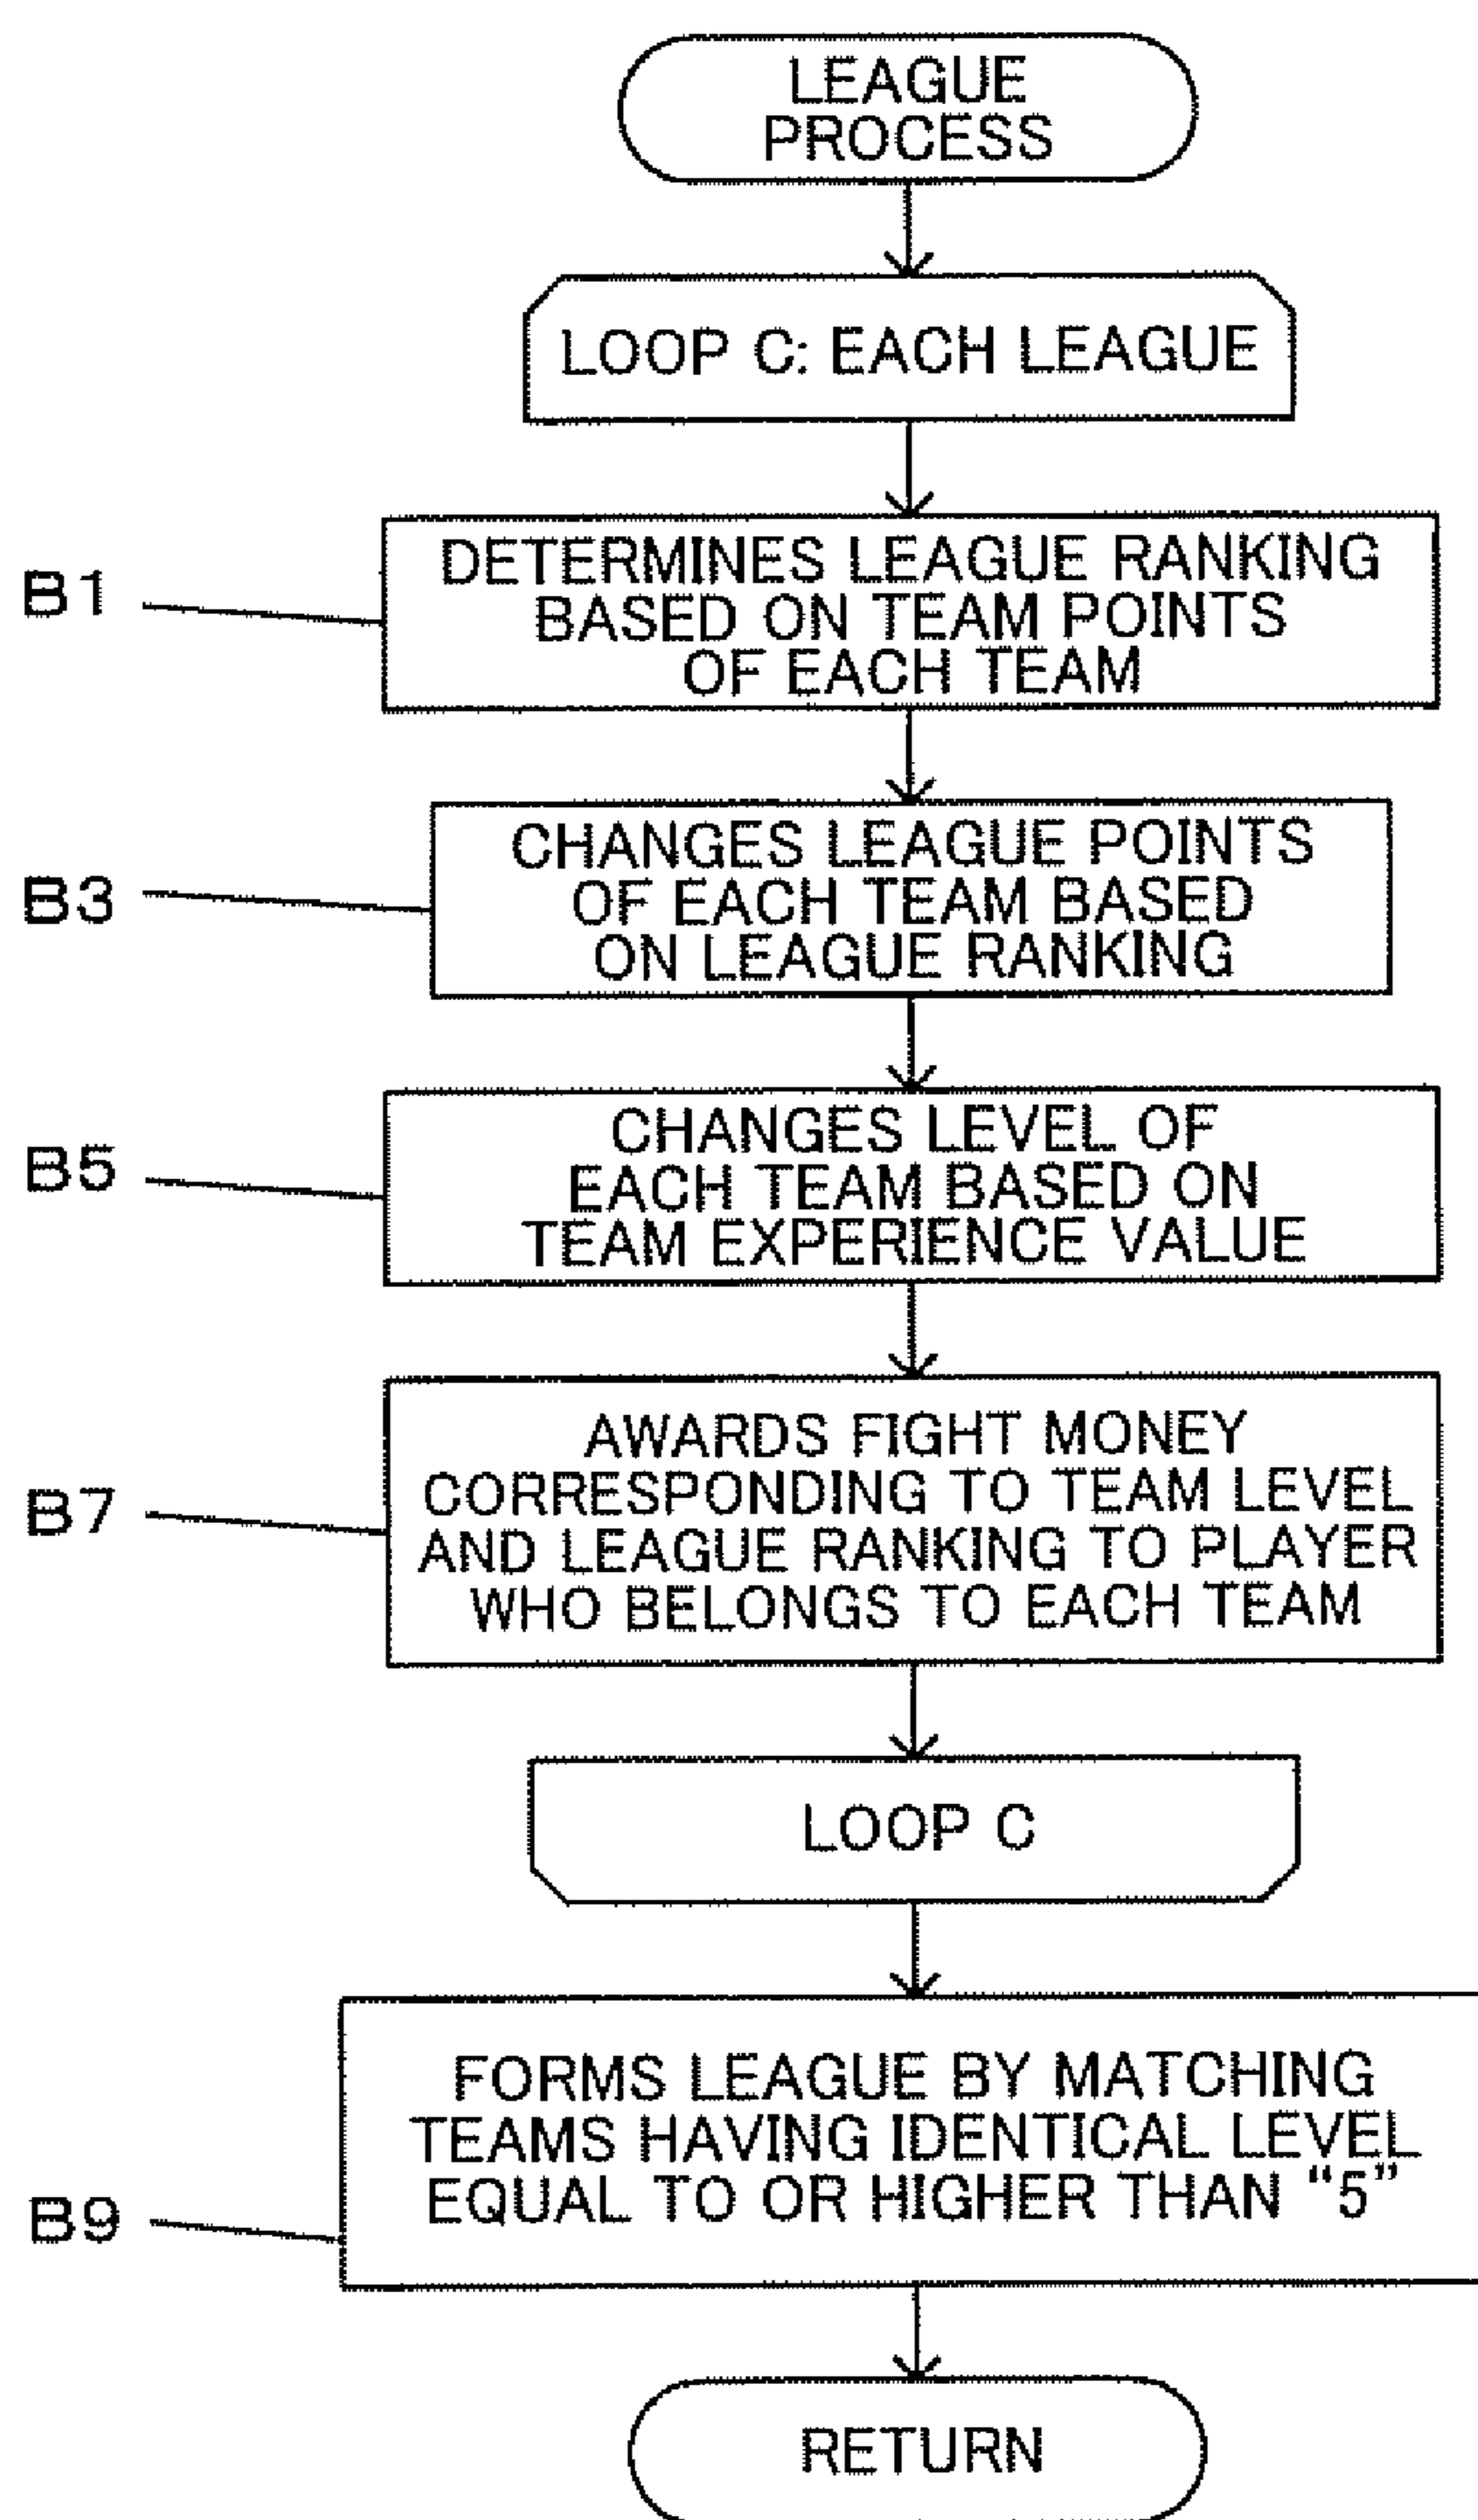 LEAGUE
PROCESS
LOOP C: EACH LEAGUE
B1
DETERMINES LEAGUE RANKING
BASED ON TEAM POINTS
OF EACH TEAM
B3
CHANGES LEAGUE POINTS
OF EACH TEAM BASED
ON LEAGUE RANKING
B5
CHANGES LEVEL OF
EACH TEAM BASED ON
TEAM EXPERIENCE VALUE
B7
AWARDS FIGHT MONEY
CORRESPONDING TO TEAM LEVEL
AND LEAGUE RANKING TO PLAYER
WHO BELONGS TO EACH TEAM
LOOP C
B9
FORMS LEAGUE BY MATCHING
TEAMS HAVING IDENTICAL LEVEL
EQUAL TO OR HIGHER THAN “5”
RETURN